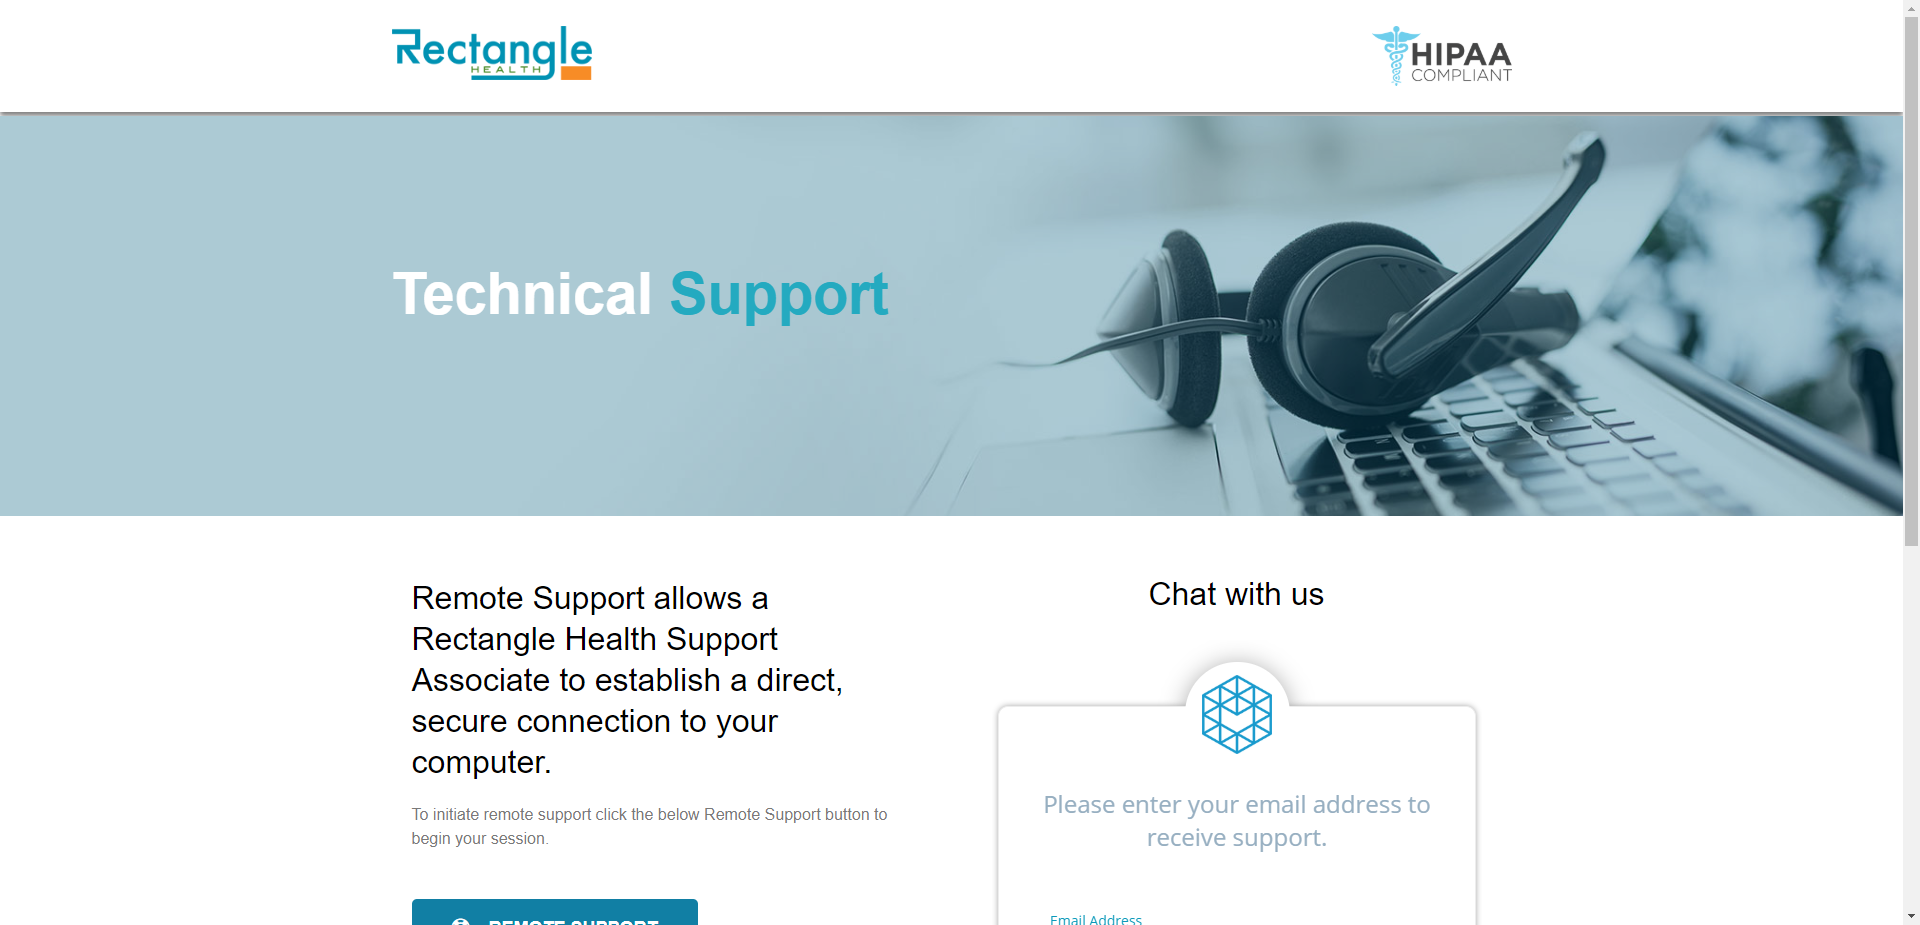 Rectangle
HEALTH
HIPAA
COMPLIANT
Technical Support
Remote Support allows a
Rectangle Health Support
Associate to establish a direct,
secure connection to your
computer.
To initiate remote support click the below Remote Support button to
begin your session.
REMOTE SUPPORT
Chat with us
Please enter your email address to
receive support.
Email Address